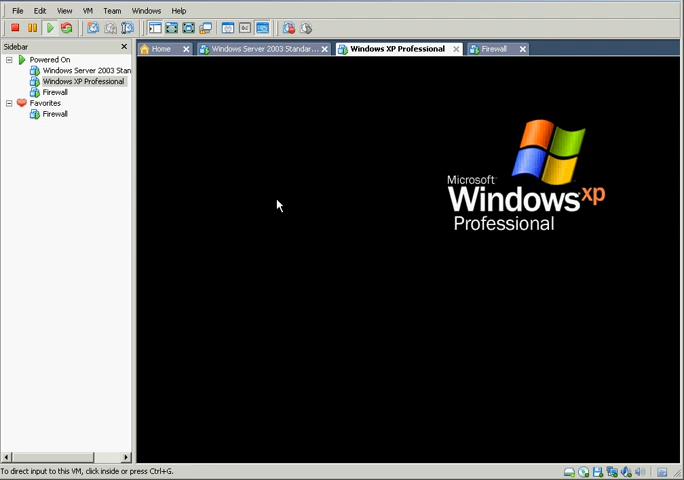 File Edit View VM Team Windows Help
Sidebar
Home
Windows Server 2003 Standar...
Windows XP Professional
Firewall
Powered On
Windows Server 2003 Stan
Windows XP Professional
Firewall
Favorites
Firewall
Microsoft
Windows xp
Professional
To direct input to this VM, click inside or press Ctrl+G.